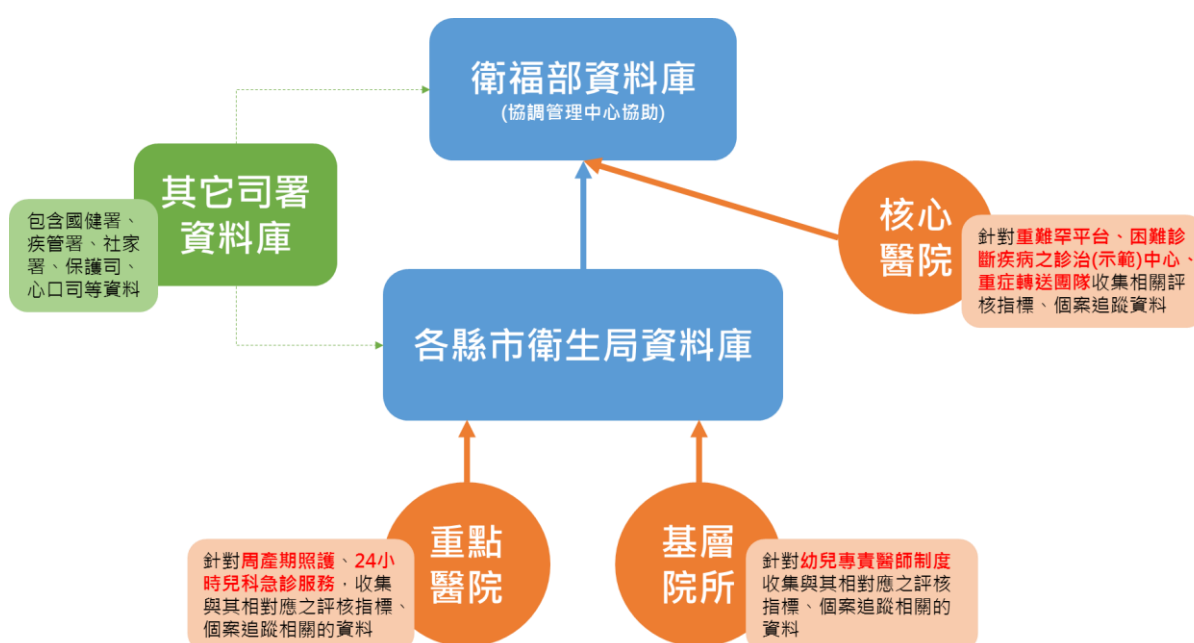 衛福部資料庫
(協調管理中心協助)
其它司署
資料庫
包含國健署、
疾管署、社家
署、保護司、
心口司等資料
核心
醫院
針對重難罕平台、困難診
斷疾病之診治(示範)中心、
重症轉送團隊收集相關評
核指標、個案追蹤資料
各縣市衛生局資料庫
重點
醫院
針對周產期照護、24小
時兒科急診服務，收集
與其相對應之評核指標、
個案追蹤相關的資料
基層
院所
針對幼兒專責醫師制度
收集與其相對應之評核
指標、個案追蹤相關的
資料